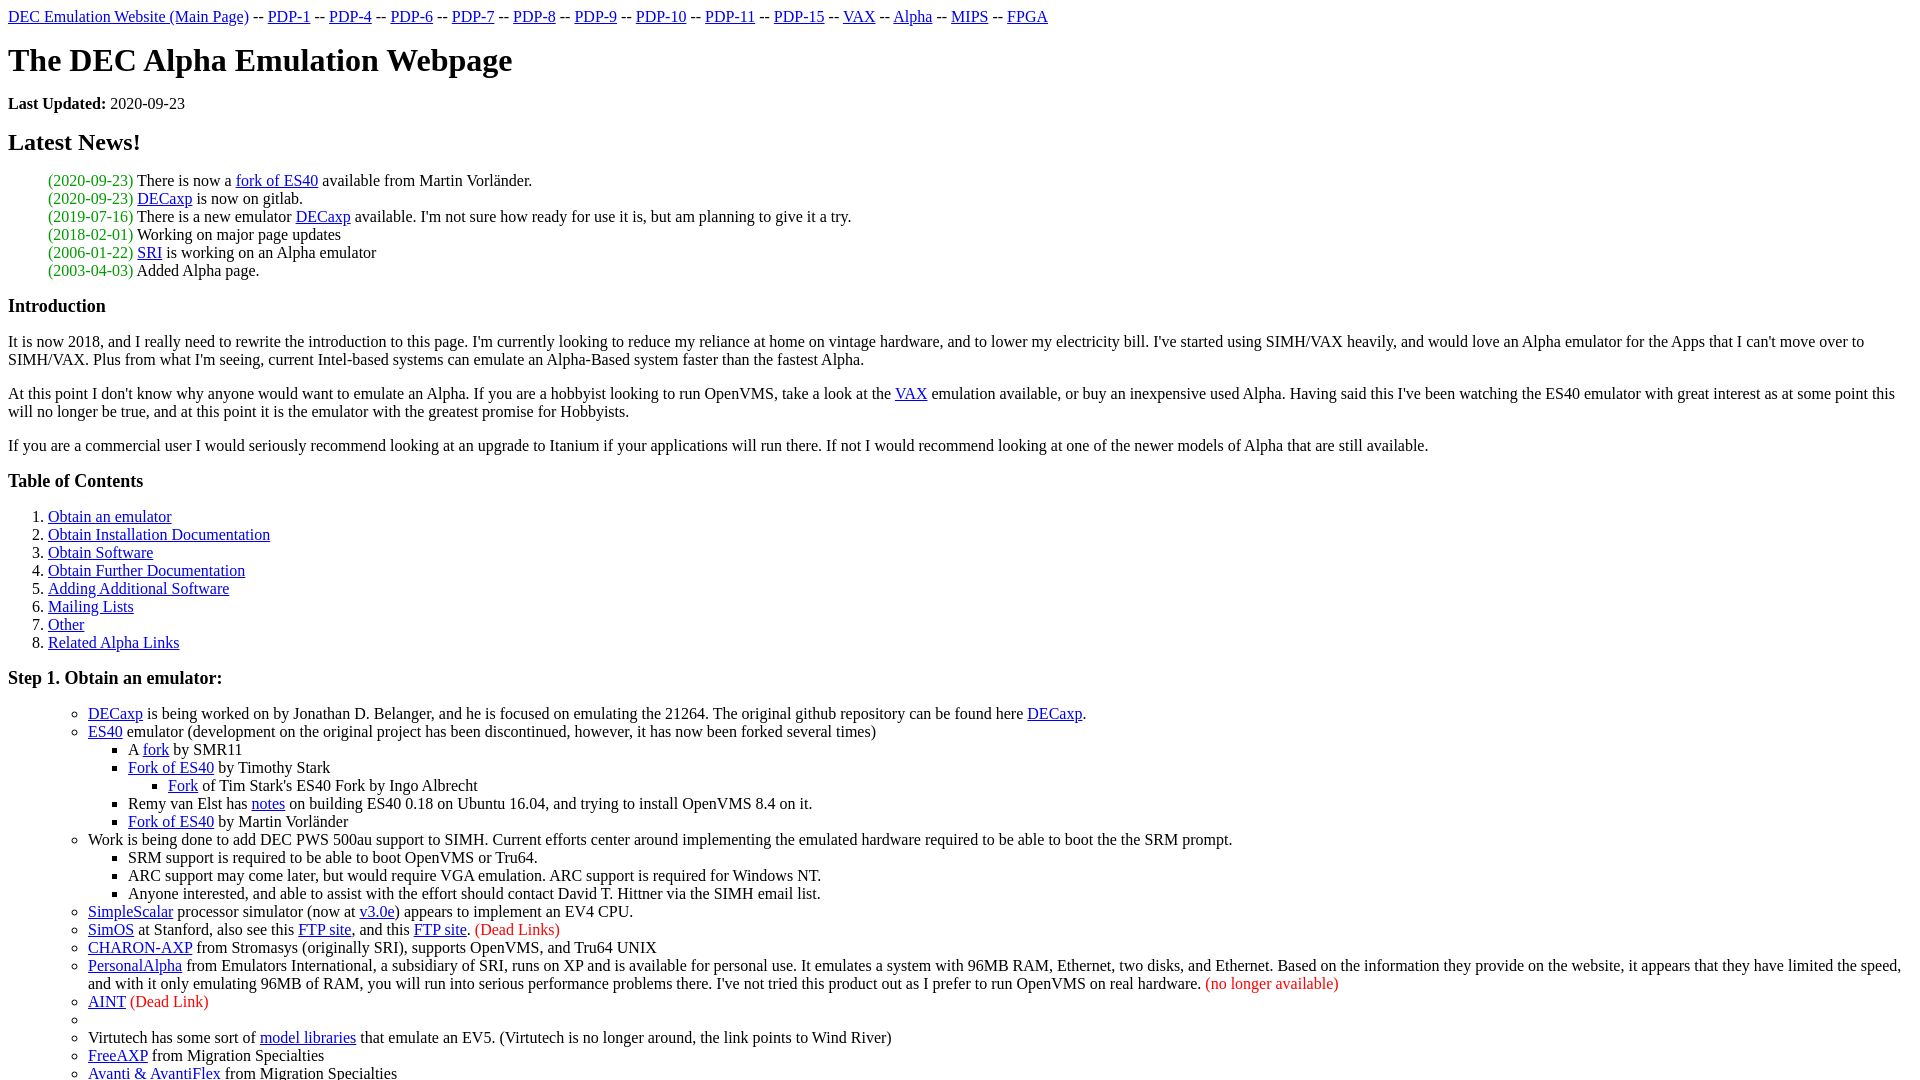 DEC Emulation Website (Main Page) -- PDP-1 -- PDP-4 -- PDP-6 -- PDP-7 -- PDP-8 -- PDP-9 -- PDP-10 -- PDP-11 -- PDP-15 -- VAX -- Alpha -- MIPS -- FPGA
The DEC Alpha Emulation Webpage
Last Updated: 2020-09-23
Latest News!
(2020-09-23) There is now a fork of ES40 available from Martin Vorländer.
(2020-09-23) DECaxp is now on gitlab.
(2019-07-16) There is a new emulator DECaxp available. I'm not sure how ready for use it is, but am planning to give it a try.
(2018-02-01) Working on major page updates
(2006-01-22) SRI is working on an Alpha emulator
(2003-04-03) Added Alpha page.
Introduction
It is now 2018, and I really need to rewrite the introduction to this page. I'm currently looking to reduce my reliance at home on vintage hardware, and to lower my electricity bill. I've started using SIMH/VAX heavily, and would love an Alpha emulator for the Apps that I can't move over to
SIMH/VAX. Plus from what I'm seeing, current Intel-based systems can emulate an Alpha-Based system faster than the fastest Alpha.
At this point I don't know why anyone would want to emulate an Alpha. If you are a hobbyist looking to run OpenVMS, take a look at the VAX emulation available, or buy an inexpensive used Alpha. Having said this I've been watching the ES40 emulator with great interest as at some point this
will no longer be true, and at this point it is the emulator with the greatest promise for Hobbyists.
If you are a commercial user I would seriously recommend looking at an upgrade to Itanium if your applications will run there. If not I would recommend looking at one of the newer models of Alpha that are still available.
Table of Contents
1. Obtain an emulator
2. Obtain Installation Documentation
3. Obtain Software
4. Obtain Further Documentation
5. Adding Additional Software
6. Mailing Lists
7. Other
8. Related Alpha Links
Step 1. Obtain an emulator:
DECaxp is being worked on by Jonathan D. Belanger, and he is focused on emulating the 21264. The original github repository can be found here DECaxp.
ES40 emulator (development on the original project has been discontinued, however, it has now been forked several times)
A fork by SMR11
Fork of ES40 by Timothy Stark
Fork of Tim Stark's ES40 Fork by Ingo Albrecht
Remy van Elst has notes on building ES40 0.18 on Ubuntu 16.04, and trying to install OpenVMS 8.4 on it.
Fork of ES40 by Martin Vorländer
Work is being done to add DEC PWS 500au support to SIMH. Current efforts center around implementing the emulated hardware required to be able to boot the the SRM prompt.
SRM support is required to be able to boot OpenVMS or Tru64.
ARC support may come later, but would require VGA emulation. ARC support is required for Windows NT.
Anyone interested, and able to assist with the effort should contact David T. Hittner via the SIMH email list.
SimpleScalar processor simulator (now at v3.0e) appears to implement an EV4 CPU.
SimOS at Stanford, also see this FTP site, and this FTP site. (Dead Links)
CHARON-AXP from Stromasys (originally SRI), supports OpenVMS, and Tru64 UNIX
PersonalAlpha from Emulators International, a subsidiary of SRI, runs on XP and is available for personal use. It emulates a system with 96MB RAM, Ethernet, two disks, and Ethernet. Based on the information they provide on the website, it appears that they have limited the speed,
and with it only emulating 96MB of RAM, you will run into serious performance problems there. I've not tried this product out as I prefer to run OpenVMS on real hardware. (no longer available)
AINT (Dead Link)
Virtutech has some sort of model libraries that emulate an EV5. (Virtutech is no longer around, the link points to Wind River)
FreeAXP from Migration Specialties
Avanti & AvantiFlex from Migration Specialties